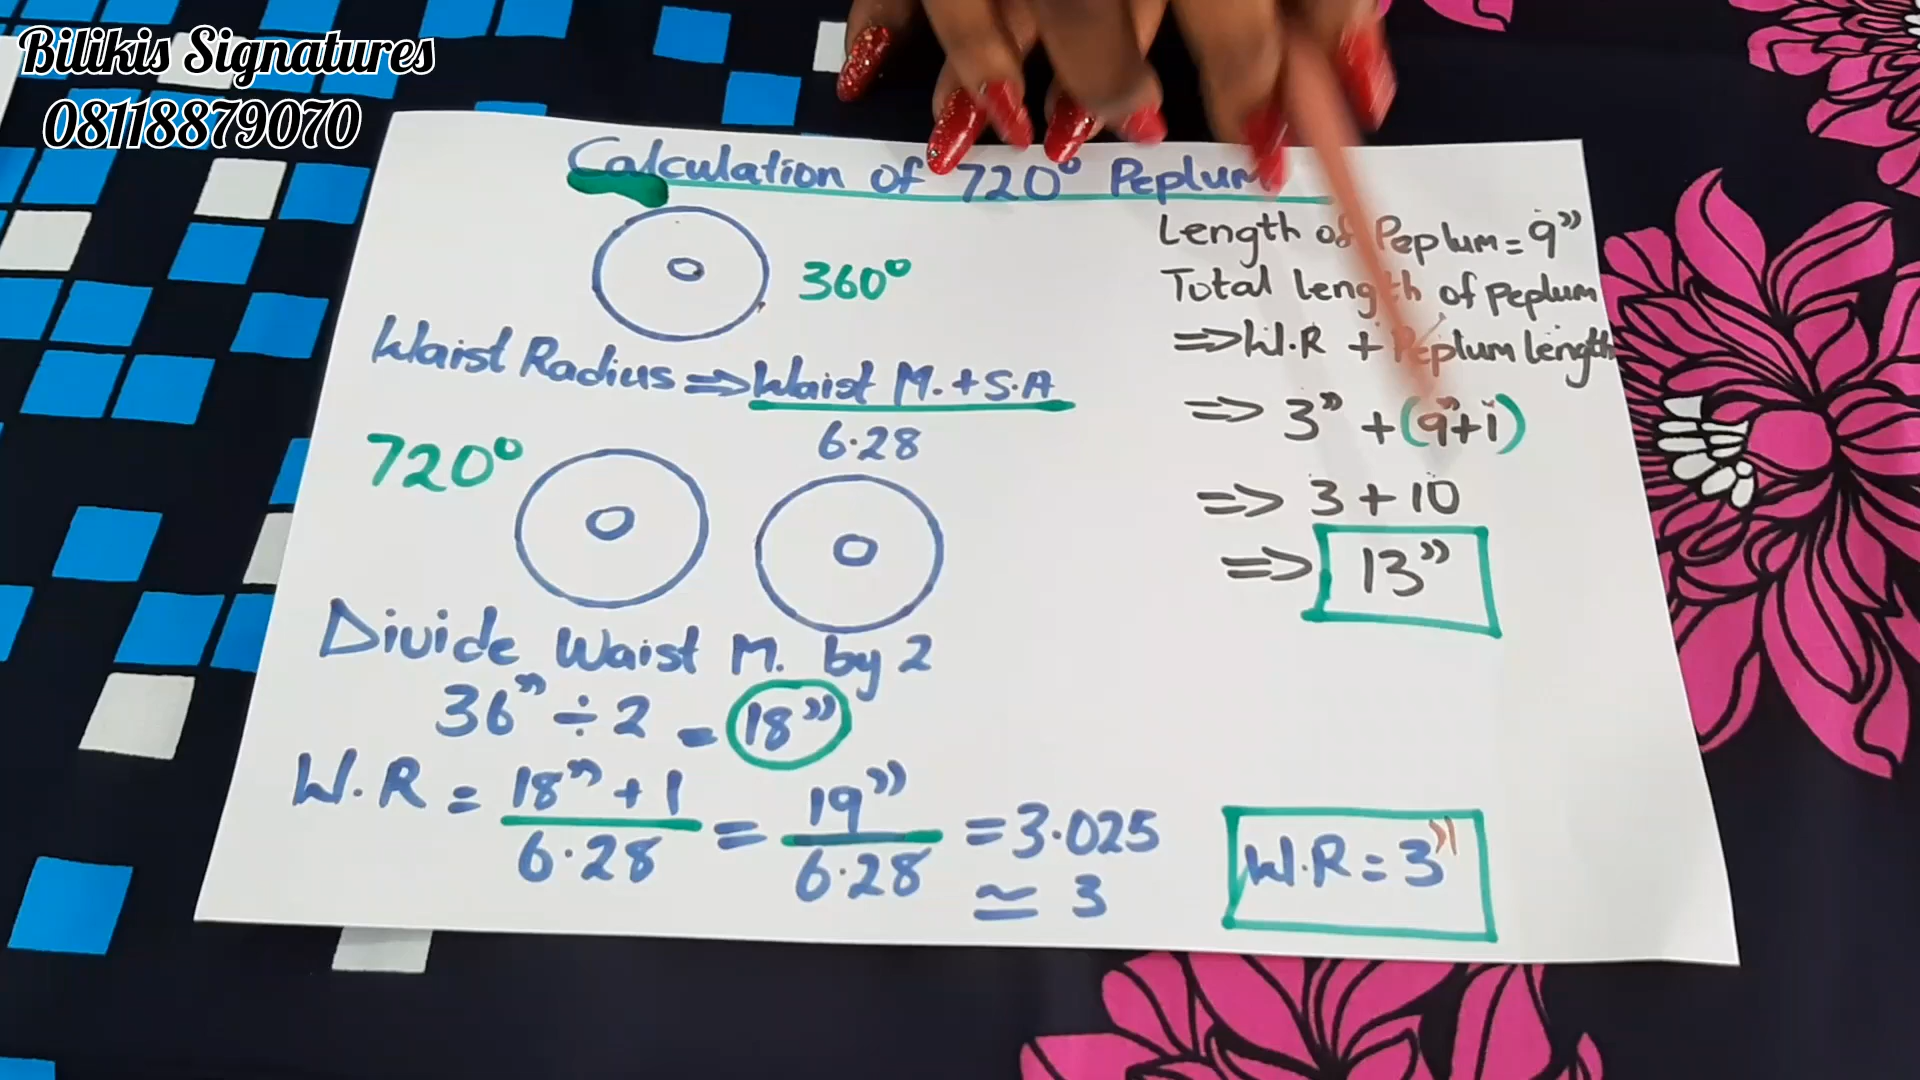 Bilikis Signatures
08118879070
Calculation of 720° Peplum
360°
Waist Radius ⇒ Waist M. + S.A
6.28
720°
Divide Waist M. by 2
36" ÷ 2 = 18"
W.R = 18" + 1 = 19" = 3.025
6.28 6.28 ≃ 3
Length of Peplum = 9"
Total length of peplum
⇒ W.R + Peplum length
⇒ 3" + (9" + 1)
⇒ 3 + 10
⇒ 13"
W.R = 3"